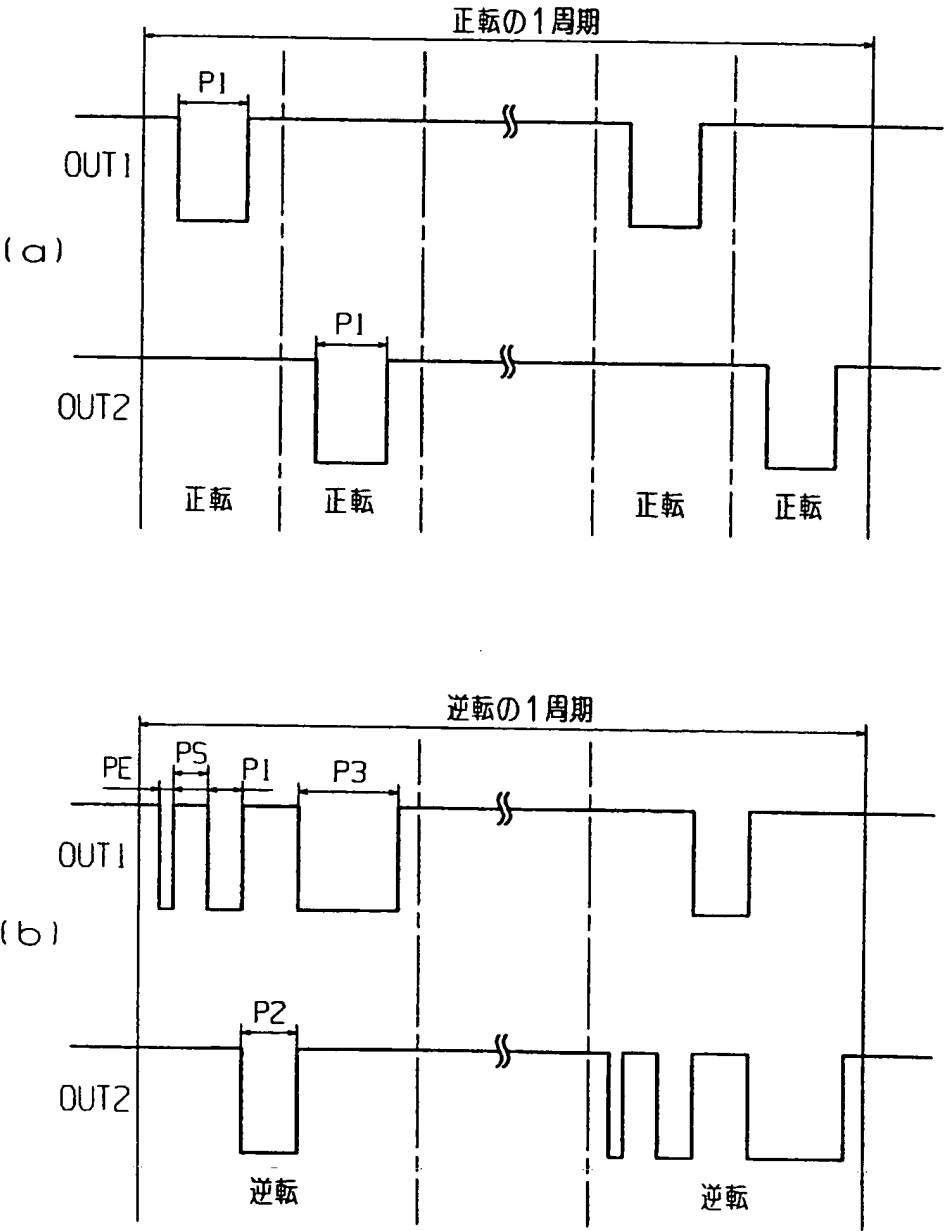 正転の1周期
P1
OUT1
(a)
P1
OUT2
正転 正転 正転 正転
逆転の1周期
PE PS P1 P3
OUT1
(b)
P2
OUT2
逆転 逆転